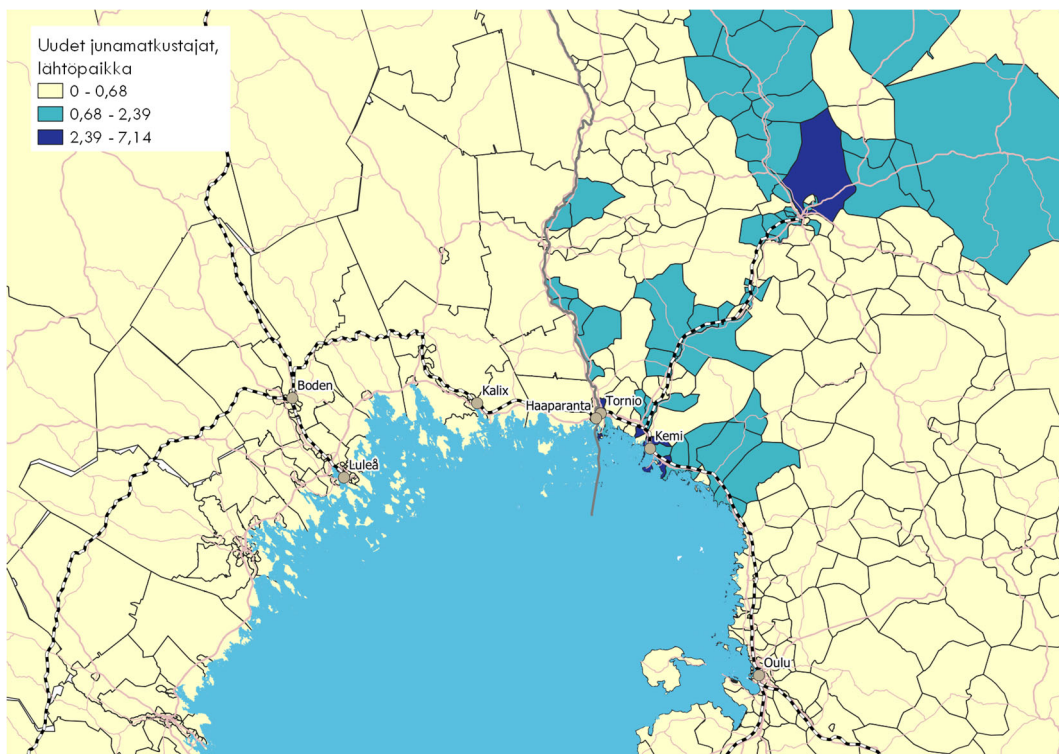 Uudet junamatkustajat,
lähtöpaikka
0 - 0,68
0,68 - 2,39
2,39 - 7,14
Boden
Kalix
Haaparanta
Tornio
Kemi
Luleå
Oulu